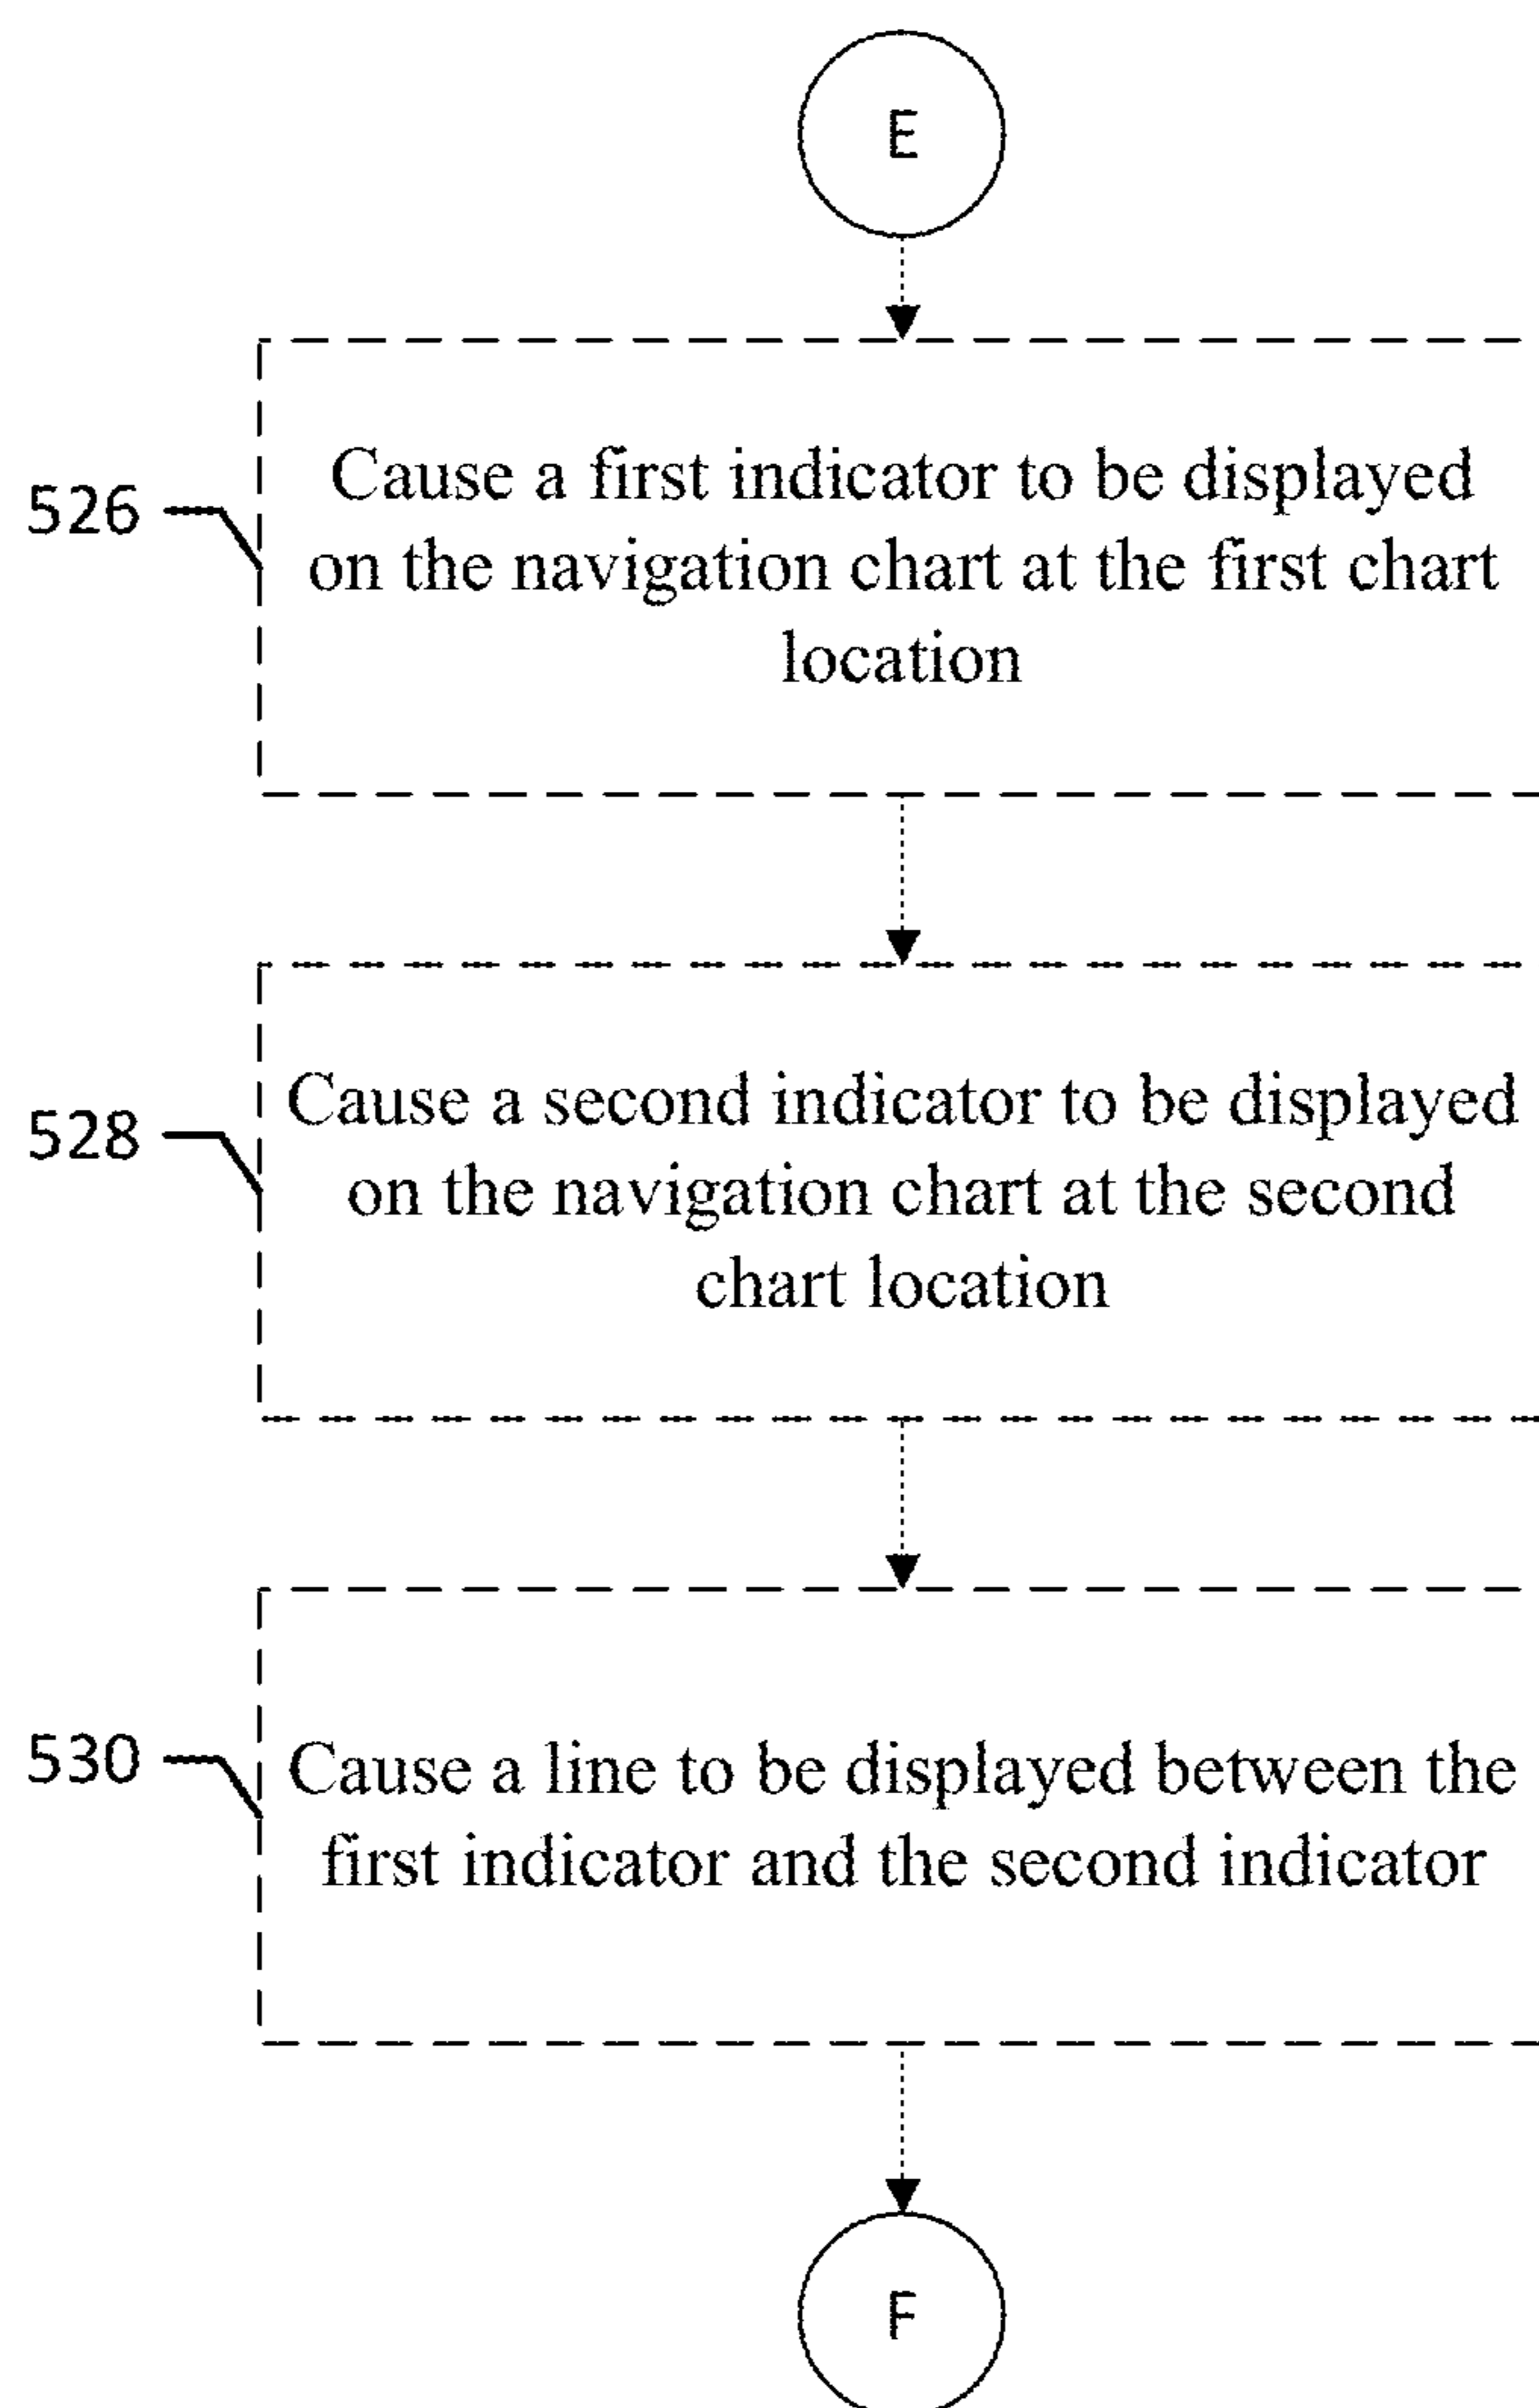 E
526
Cause a first indicator to be displayed
on the navigation chart at the first chart
location
528
Cause a second indicator to be displayed
on the navigation chart at the second
chart location
530
Cause a line to be displayed between the
first indicator and the second indicator
F